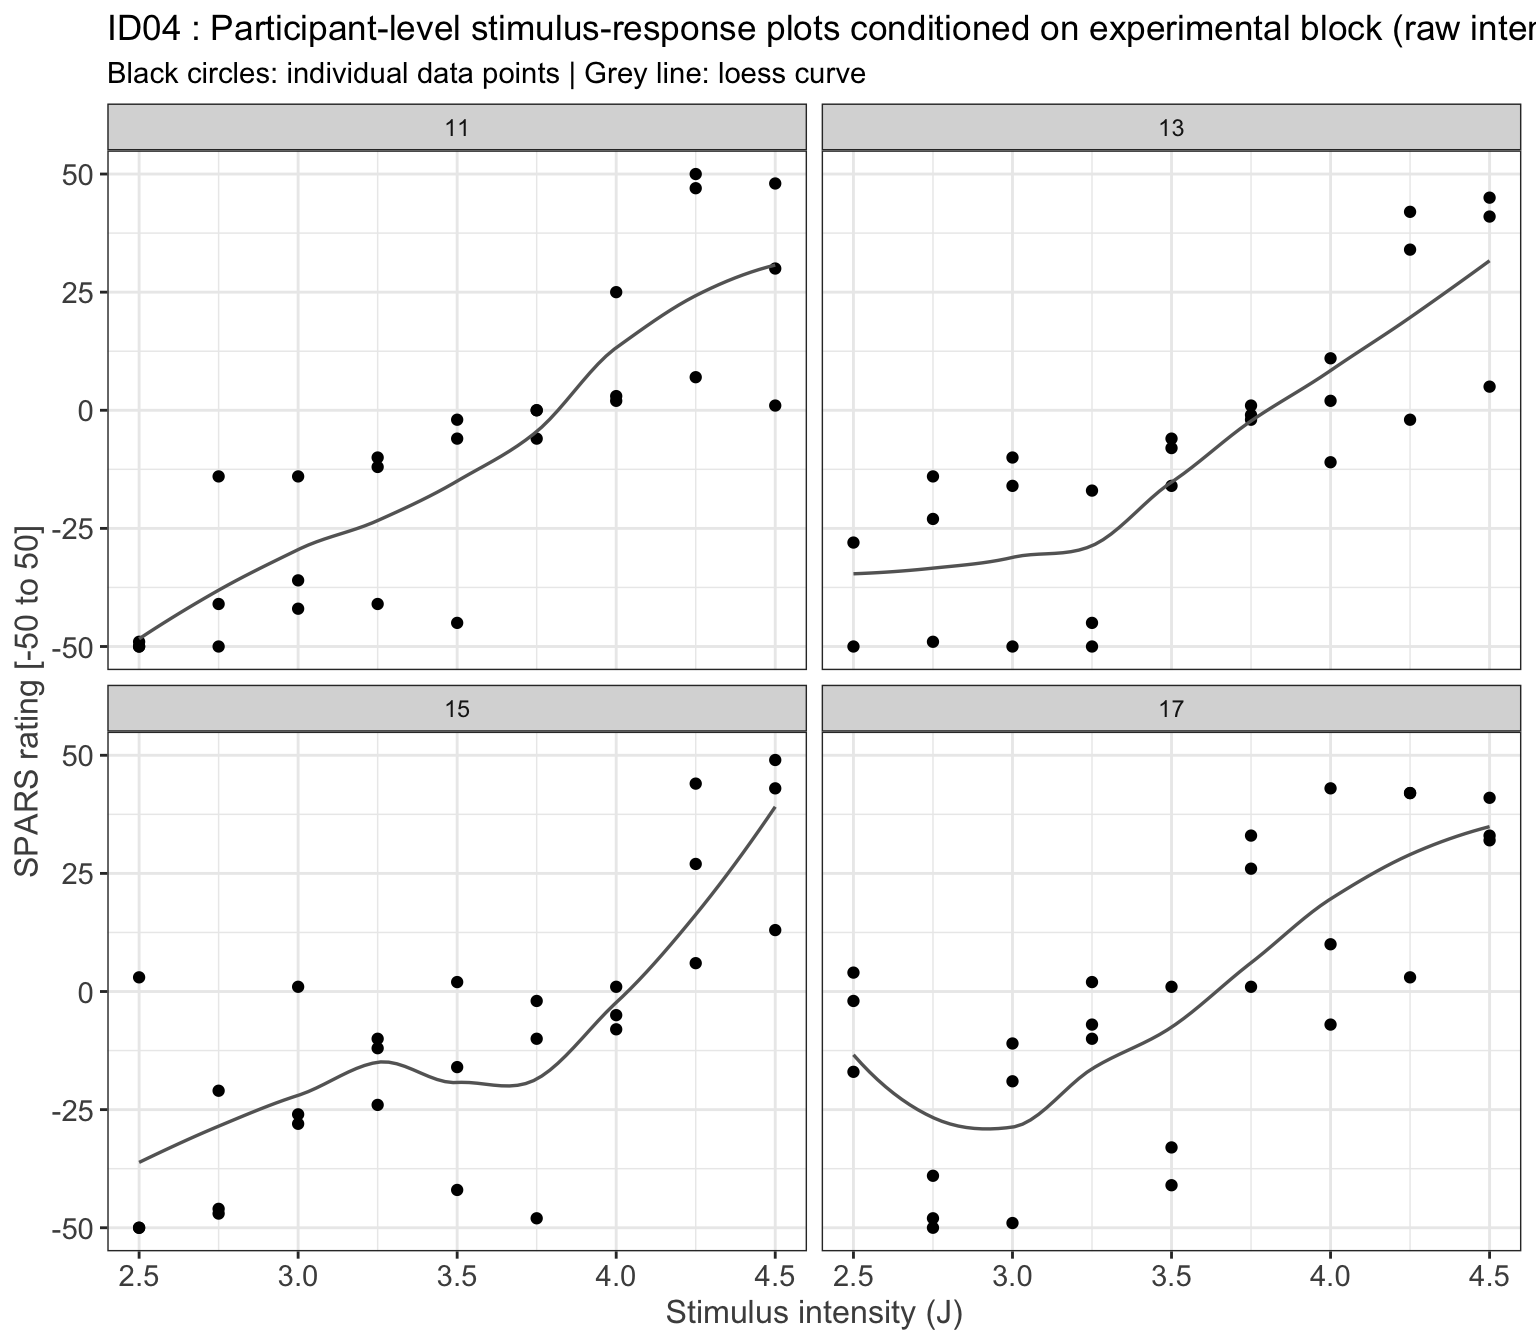 ID04 : Participant-level stimulus-response plots conditioned on experimental block (raw inter
Black circles: individual data points | Grey line: loess curve
11
13
50
25
0
-25
-50
15
17
50
25
0
-25
-50
SPARS rating [-50 to 50]
2.5 3.0 3.5 4.0 4.5 2.5 3.0 3.5 4.0 4.5
Stimulus intensity (J)